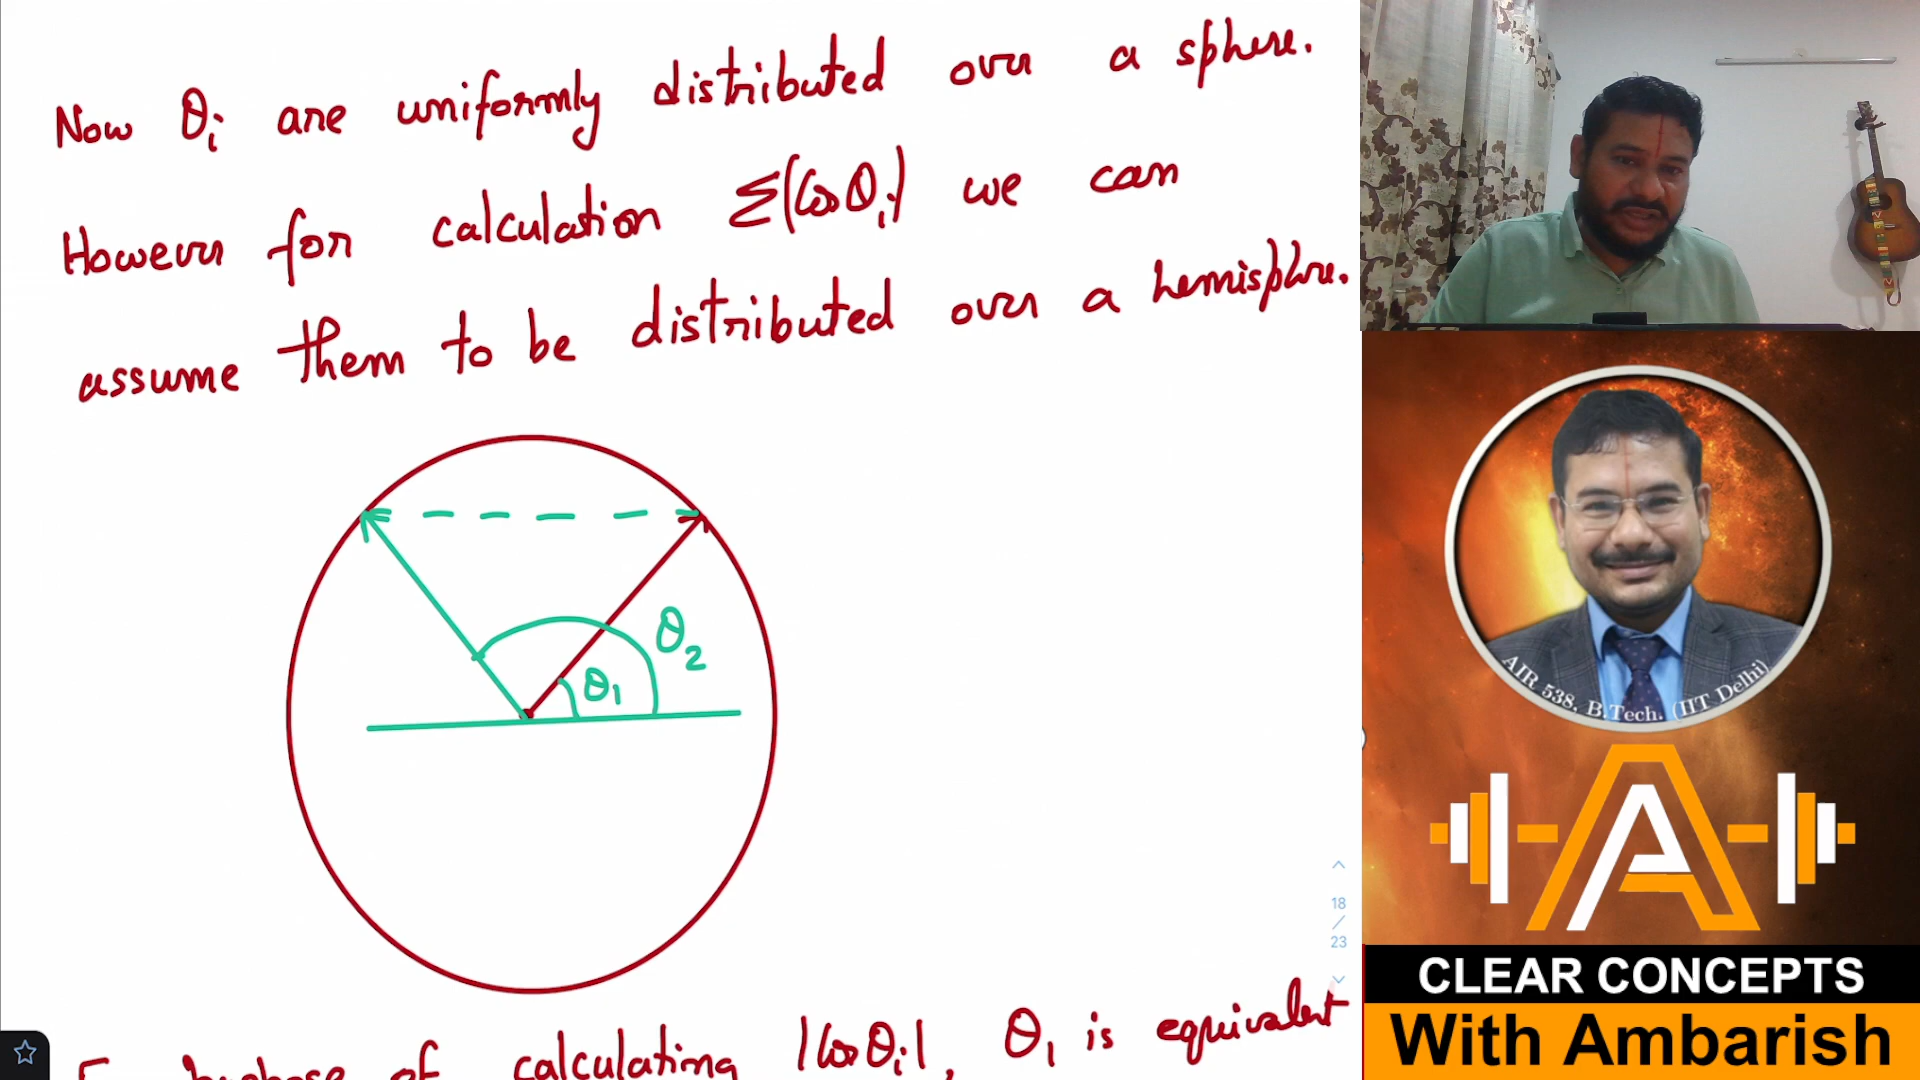 Now θi are uniformly distributed over a sphere.
However for calculation Σ|Cosθi| we can
assume them to be distributed over a hemisphere.
θ2
θ1
purpose of calculating |Cosθi|, θ1 is equivalent
18
/
23
AIR 538, B.Tech. (IIT Delhi)
A
CLEAR CONCEPTS
With Ambarish